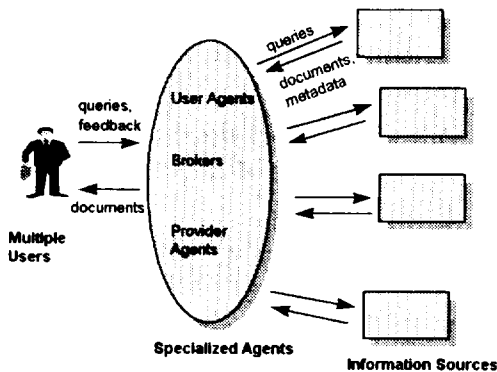 queries
documents,
metadata
User Agents
queries,
feedback
Brokers
documents
Provider
Agents
Multiple
Users
Specialized Agents
Information Sources